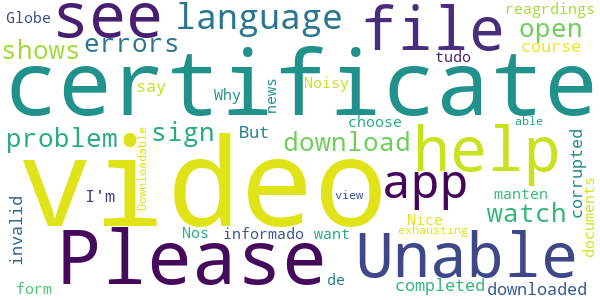 Globe see language file reagrdings
open
shows errors tudo course
certificate
say Why news Noisy
problem sign But choose able
Downloadable download help corrupted
video app
I'm view manten documents
invalid Nice watch
Please Nos informado want exhausting Unable
de completed
form downloaded